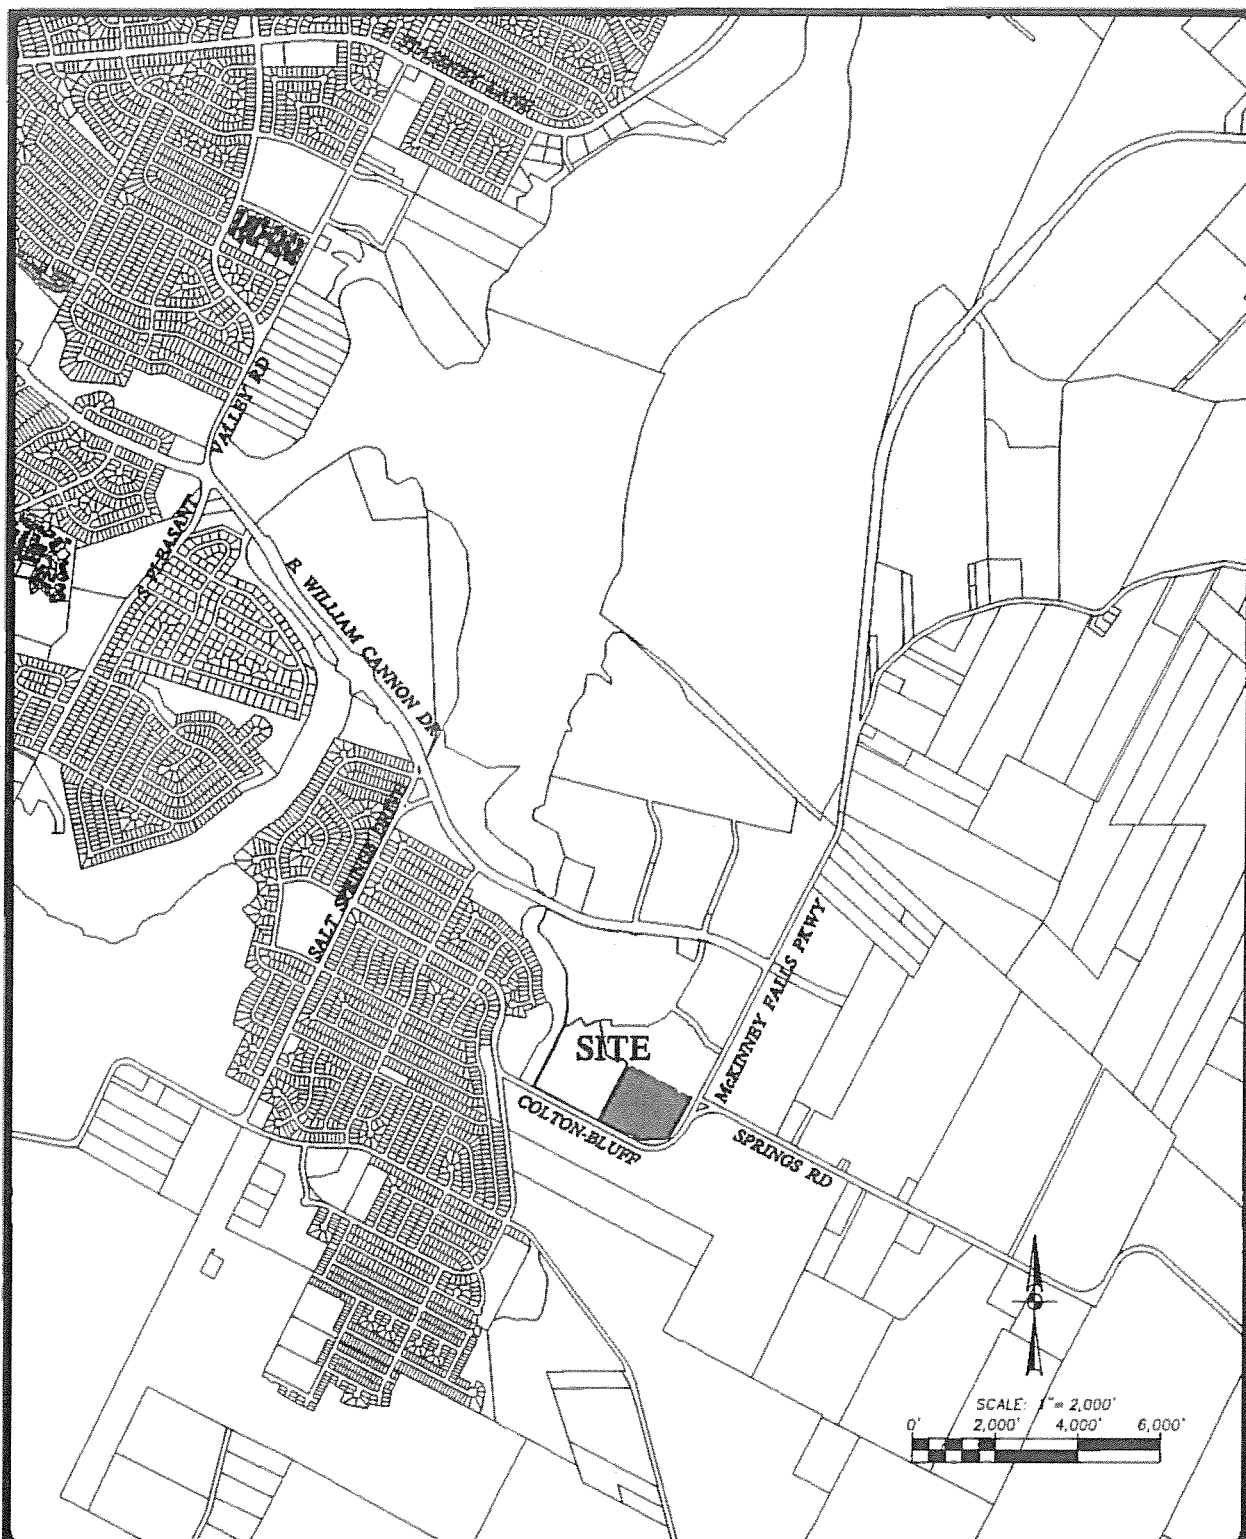 VALLEY RD
S PLEASANT
E WILLIAM CANNON DR
SALT SPRINGS DRIVE
McKINNEY FALLS PKWY
SITE
COLTON-BLUFF
SPRINGS RD
SCALE: 1"= 2,000'
0' 2,000' 4,000' 6,000'